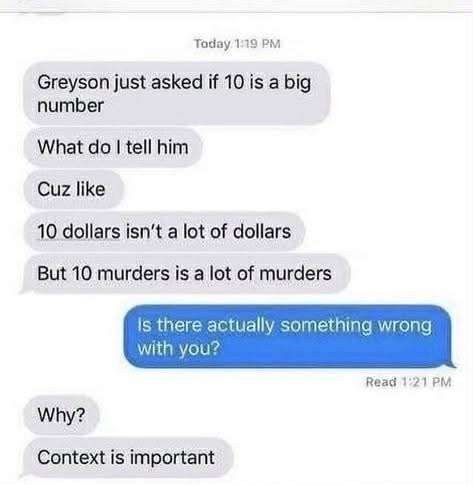 Today 1:19 PM
Greyson just asked if 10 is a big
number
What do I tell him
Cuz like
10 dollars isn't a lot of dollars
But 10 murders is a lot of murders
Is there actually something wrong
with you?
Read 1:21 PM
Why?
Context is important